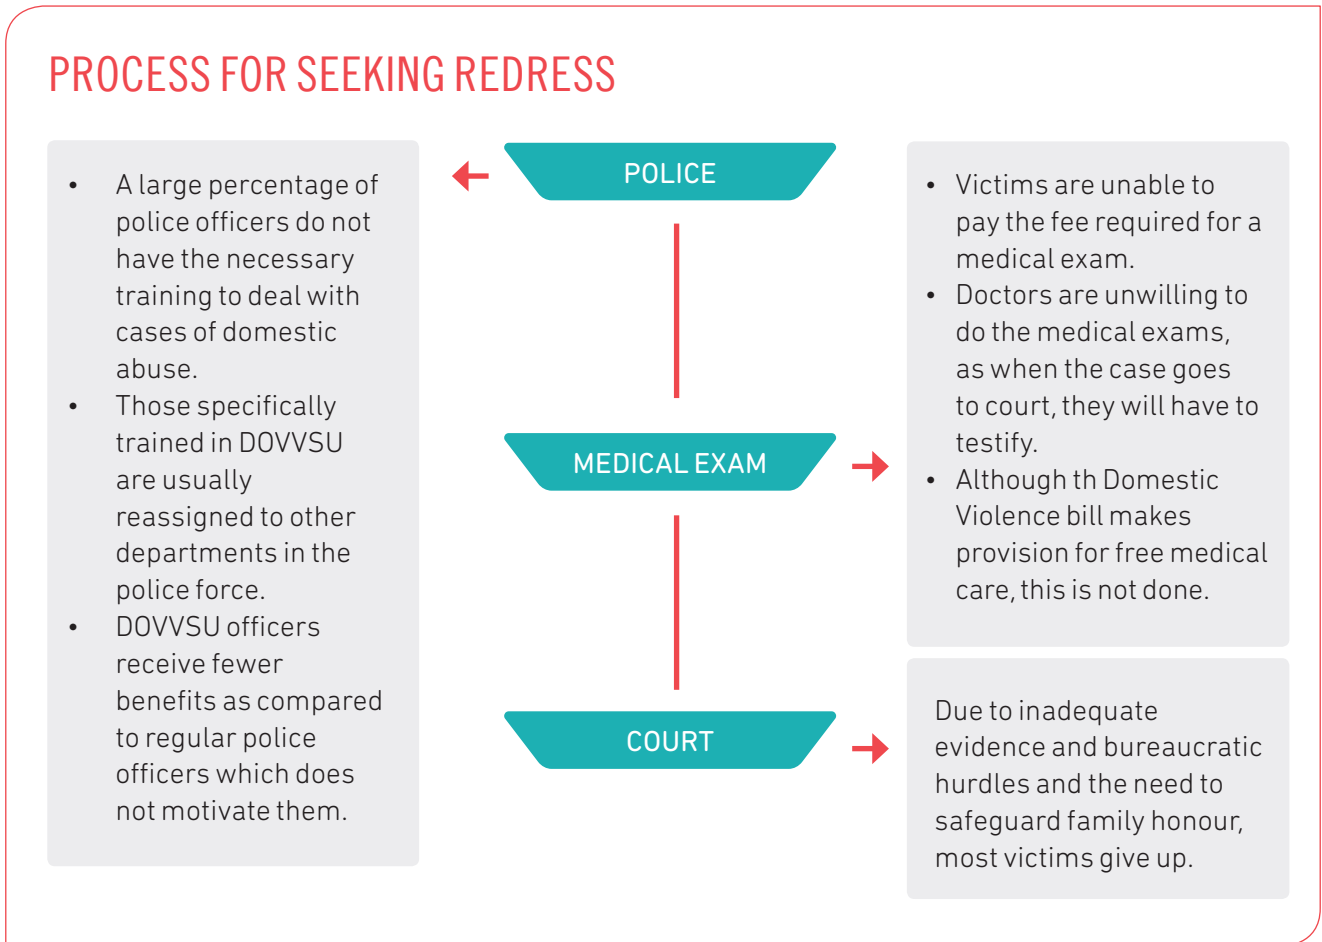 PROCESS FOR SEEKING REDRESS
• A large percentage of
police officers do not
have the necessary
training to deal with
cases of domestic
abuse.
• Those specifically
trained in DOVVSU
are usually
reassigned to other
departments in the
police force.
• DOVVSU officers
receive fewer
benefits as compared
to regular police
officers which does
not motivate them.
POLICE
MEDICAL EXAM
COURT
• Victims are unable to
pay the fee required for a
medical exam.
• Doctors are unwilling to
do the medical exams,
as when the case goes
to court, they will have to
testify.
• Although th Domestic
Violence bill makes
provision for free medical
care, this is not done.
Due to inadequate
evidence and bureaucratic
hurdles and the need to
safeguard family honour,
most victims give up.